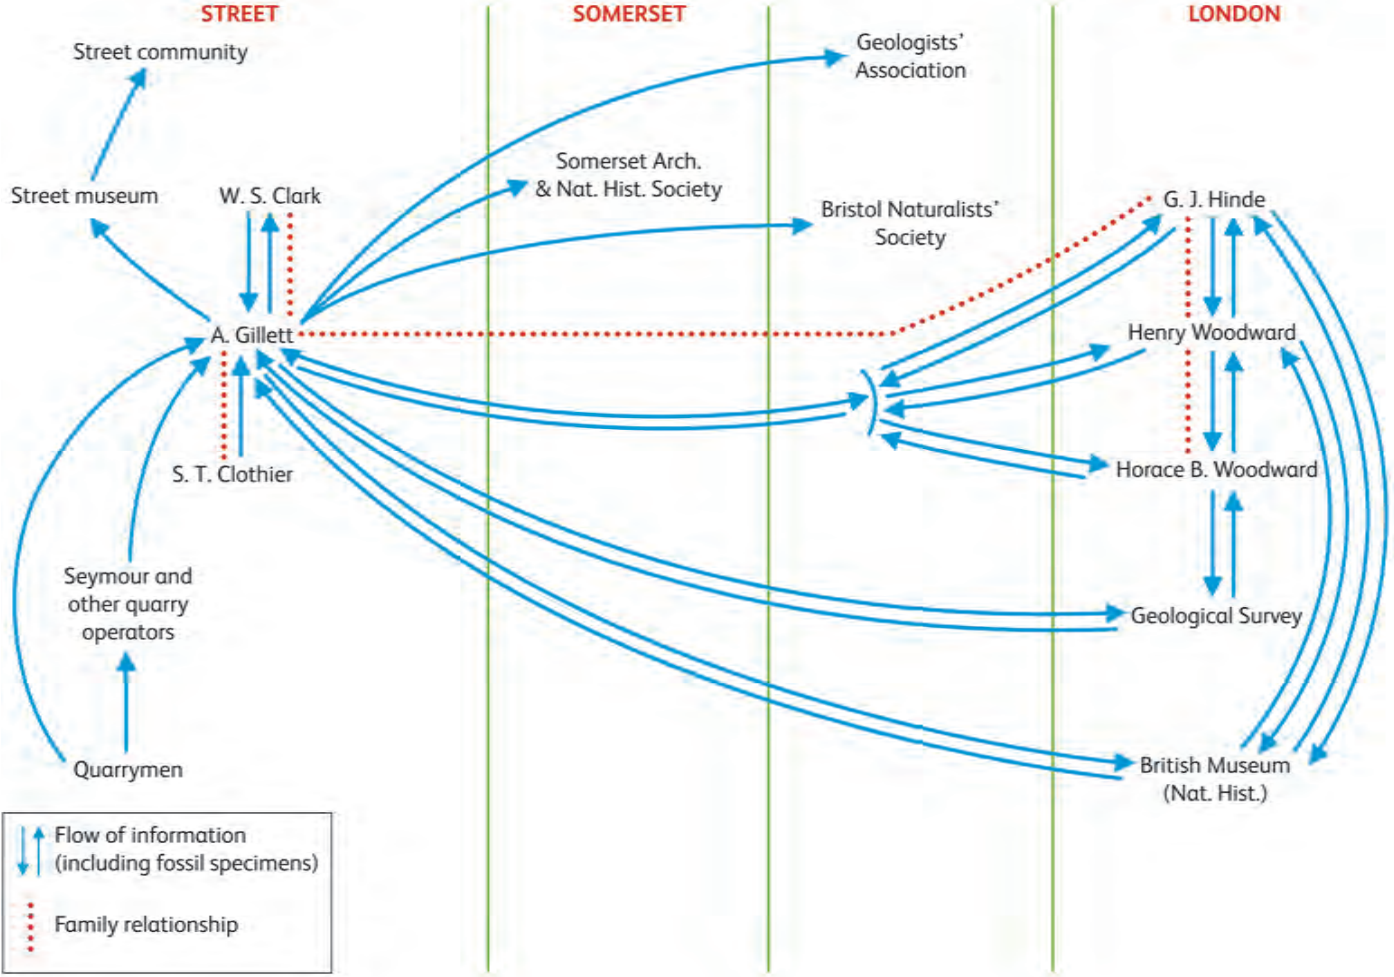 STREET
SOMERSET
LONDON
Street community
Geologists’
Association
Somerset Arch.
& Nat. Hist. Society
Street museum
W. S. Clark
Bristol Naturalists’
Society
G. J. Hinde
A. Gillett
Henry Woodward
S. T. Clothier
Horace B. Woodward
Seymour and
other quarry
operators
Geological Survey
Quarrymen
British Museum
(Nat. Hist.)
Flow of information
(including fossil specimens)
Family relationship